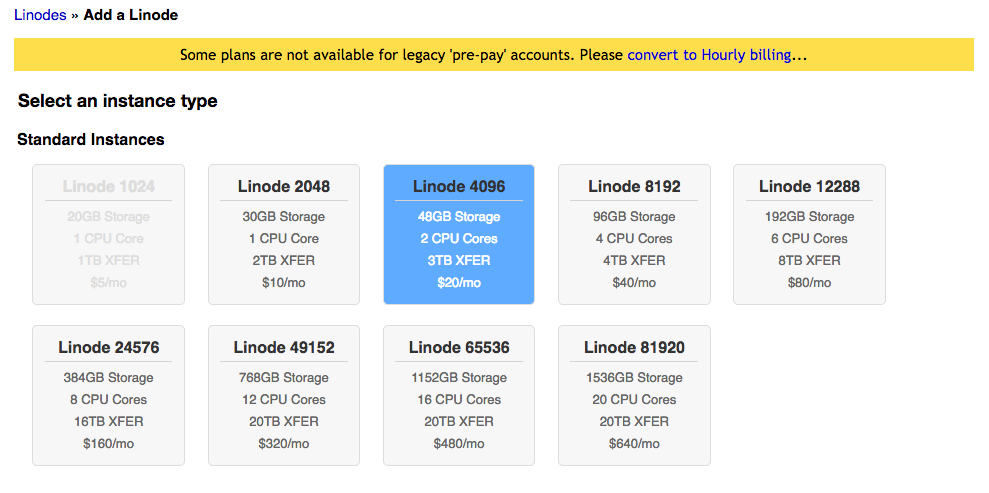 Linodes » Add a Linode
Some plans are not available for legacy 'pre-pay' accounts. Please convert to Hourly billing...
Select an instance type
Standard Instances
Linode 1024
20GB Storage
1 CPU Core
1TB XFER
$5/mo
Linode 2048
30GB Storage
1 CPU Core
2TB XFER
$10/mo
Linode 4096
48GB Storage
2 CPU Cores
3TB XFER
$20/mo
Linode 8192
96GB Storage
4 CPU Cores
4TB XFER
$40/mo
Linode 12288
192GB Storage
6 CPU Cores
8TB XFER
$80/mo
Linode 24576
384GB Storage
8 CPU Cores
16TB XFER
$160/mo
Linode 49152
768GB Storage
12 CPU Cores
20TB XFER
$320/mo
Linode 65536
1152GB Storage
16 CPU Cores
20TB XFER
$480/mo
Linode 81920
1536GB Storage
20 CPU Cores
20TB XFER
$640/mo